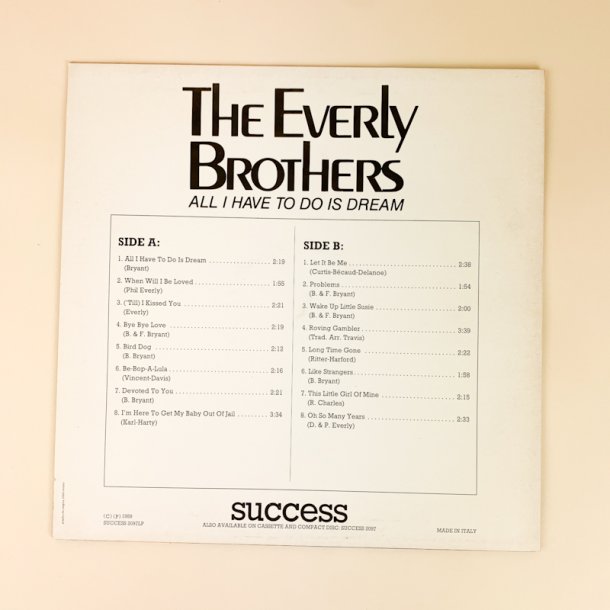 THE EVERLY
BROTHERS
ALL I HAVE TO DO IS DREAM
SIDE A:
1. All I Have To Do Is Dream 2:19
(Bryant)
2. When Will I Be Loved 1:55
(Phil Everly)
3. ('Till) I Kissed You 2:21
(Everly)
4. Bye Bye Love 2:19
(B. & F. Bryant)
5. Bird Dog 2:12
(B. Bryant)
6. Be-Bop-A-Lula 2:16
(Vincent-Davis)
7. Devoted To You 2:21
(B. Bryant)
8. I'm Here To Get My Baby Out Of Jail 3:34
(Karl-Harty)
SIDE B:
1. Let It Be Me 2:38
(Curtis-Bécaud-Delanoe)
2. Problems 1:54
(B. & F. Bryant)
3. Wake Up Little Susie 2:00
(B. & F. Bryant)
4. Roving Gambler 3:39
(Trad. Arr. Travis)
5. Long Time Gone 2:22
(Ritter-Harford)
6. Like Strangers 1:58
(B. Bryant)
7. This Little Girl Of Mine 2:15
(R. Charles)
8. Oh So Many Years 2:33
(D. & P. Everly)
(C) (P) 1989
SUCCESS 2097LP
success
ALSO AVAILABLE ON CASSETTE AND COMPACT DISC: SUCCESS 2097
MADE IN ITALY